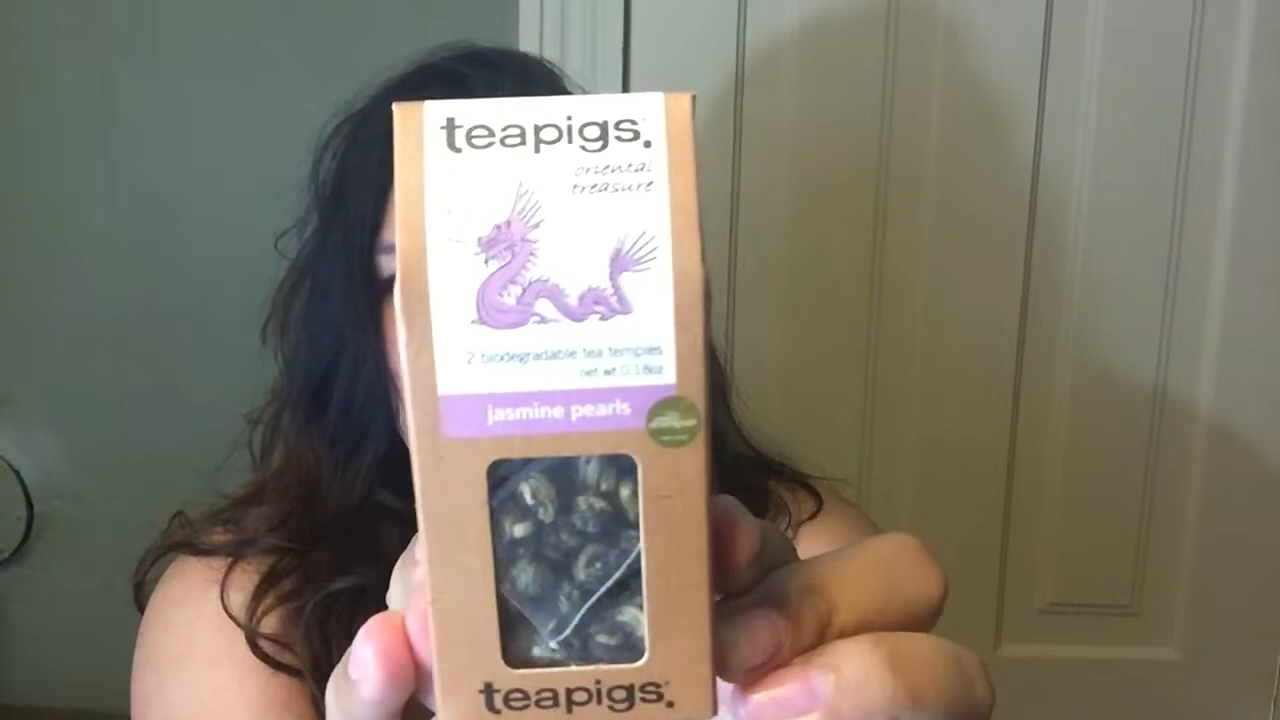 teapigs.
oriental
treasure
2 biodegradable tea temples
net wt 0.18oz
jasmine pearls
teapigs.